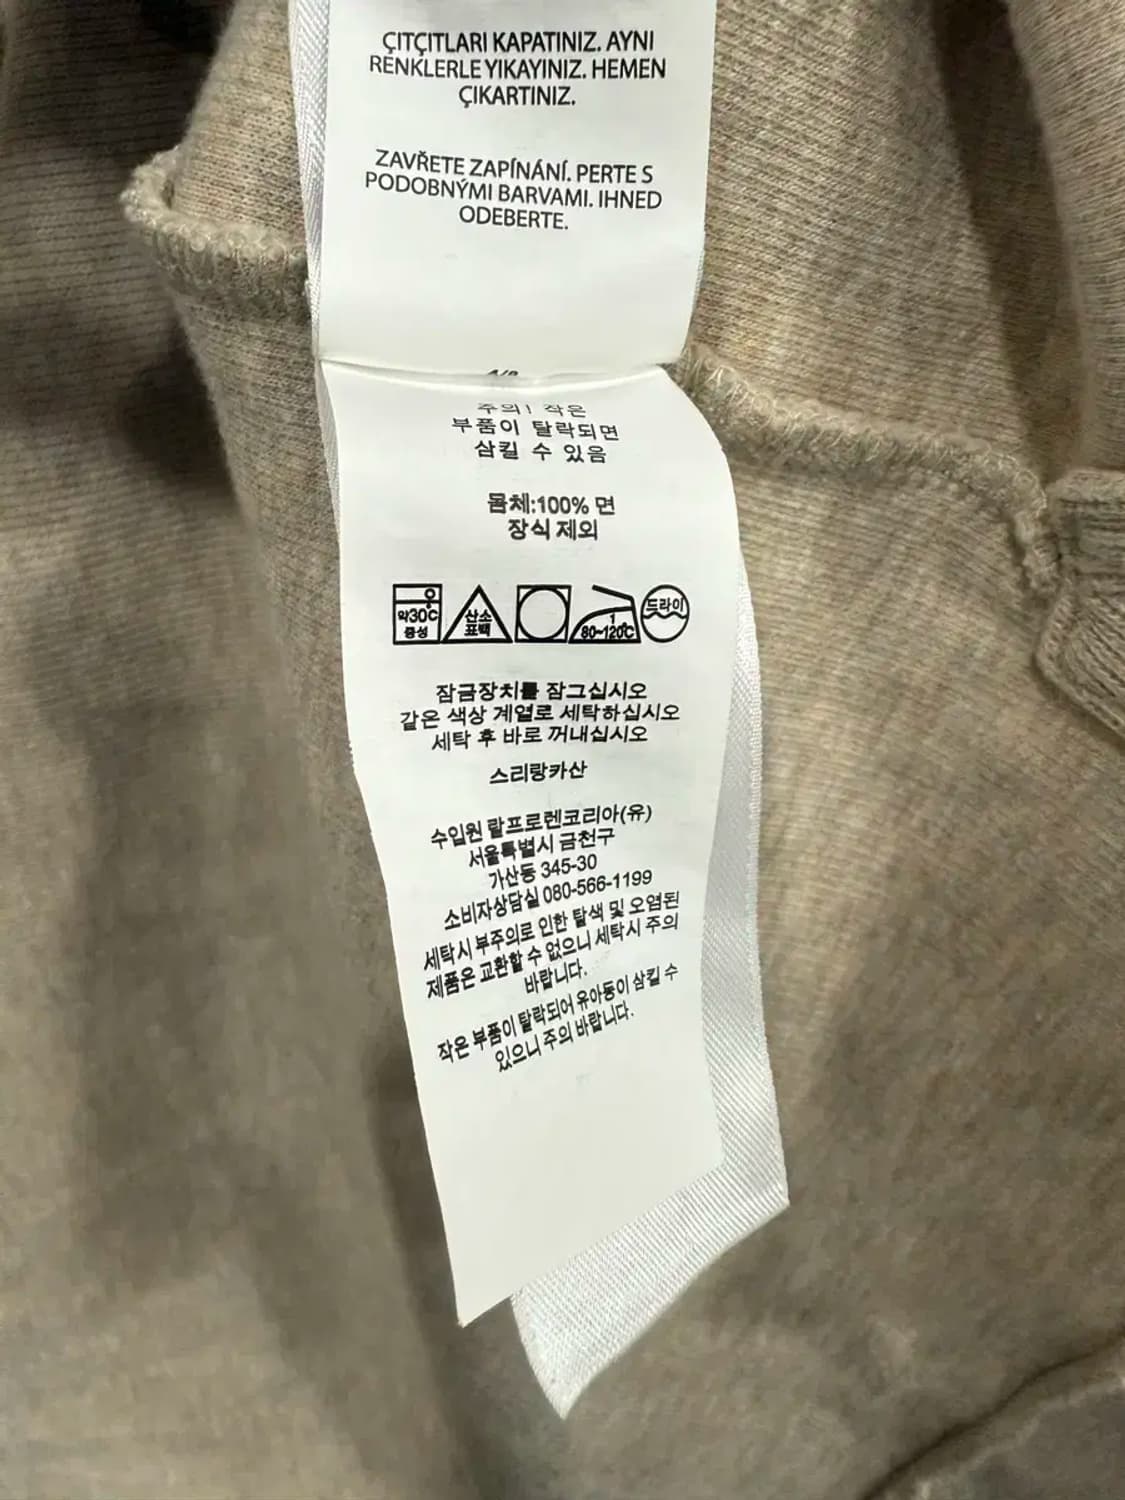 ÇITÇITLARI KAPATINIZ. AYNI
RENKLERLE YIKAYINIZ. HEMEN
ÇIKARTINIZ.
ZAVŘETE ZAPÍNÁNÍ. PERTE S
PODOBNÝMI BARVAMI. IHNED
ODEBERTE.
주의! 작은
부품이 탈락되면
삼킬 수 있음
몸체:100% 면
장식 제외
약30℃
중성
산소
표백
1
80~120℃
드라이
잠금장치를 잠그십시오
같은 색상 계열로 세탁하십시오
세탁 후 바로 꺼내십시오
스리랑카산
수입원 랄프로렌코리아(유)
서울특별시 금천구
가산동 345-30
소비자상담실 080-566-1199
세탁시 부주의로 인한 탈색 및 오염된
제품은 교환할 수 없으니 세탁시 주의
바랍니다.
작은 부품이 탈락되어 유아동이 삼킬 수
있으니 주의 바랍니다.